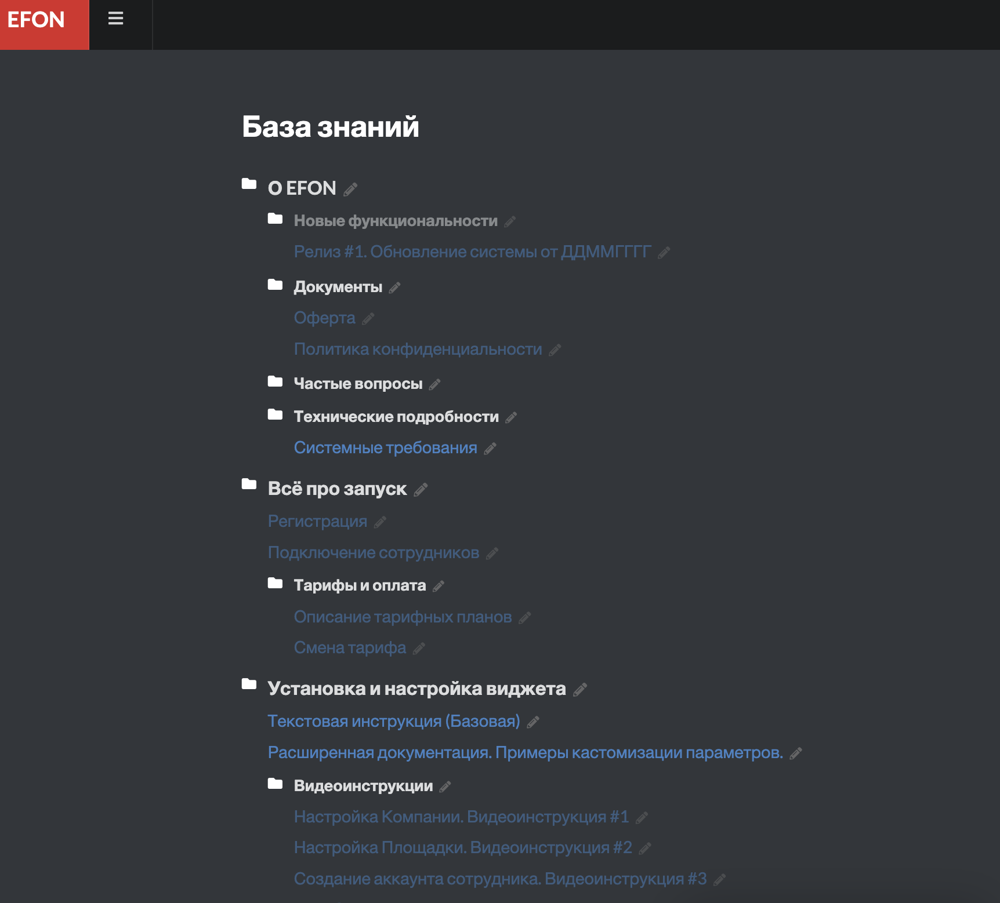 EFON
База знаний
О EFON
Новые функциональности
Релиз #1. Обновление системы от ДДММГГГГ
Документы
Оферта
Политика конфиденциальности
Частые вопросы
Технические подробности
Системные требования
Всё про запуск
Регистрация
Подключение сотрудников
Тарифы и оплата
Описание тарифных планов
Смена тарифа
Установка и настройка виджета
Текстовая инструкция (Базовая)
Расширенная документация. Примеры кастомизации параметров.
Видеоинструкции
Настройка Компании. Видеоинструкция #1
Настройка Площадки. Видеоинструкция #2
Создание аккаунта сотрудника. Видеоинструкция #3